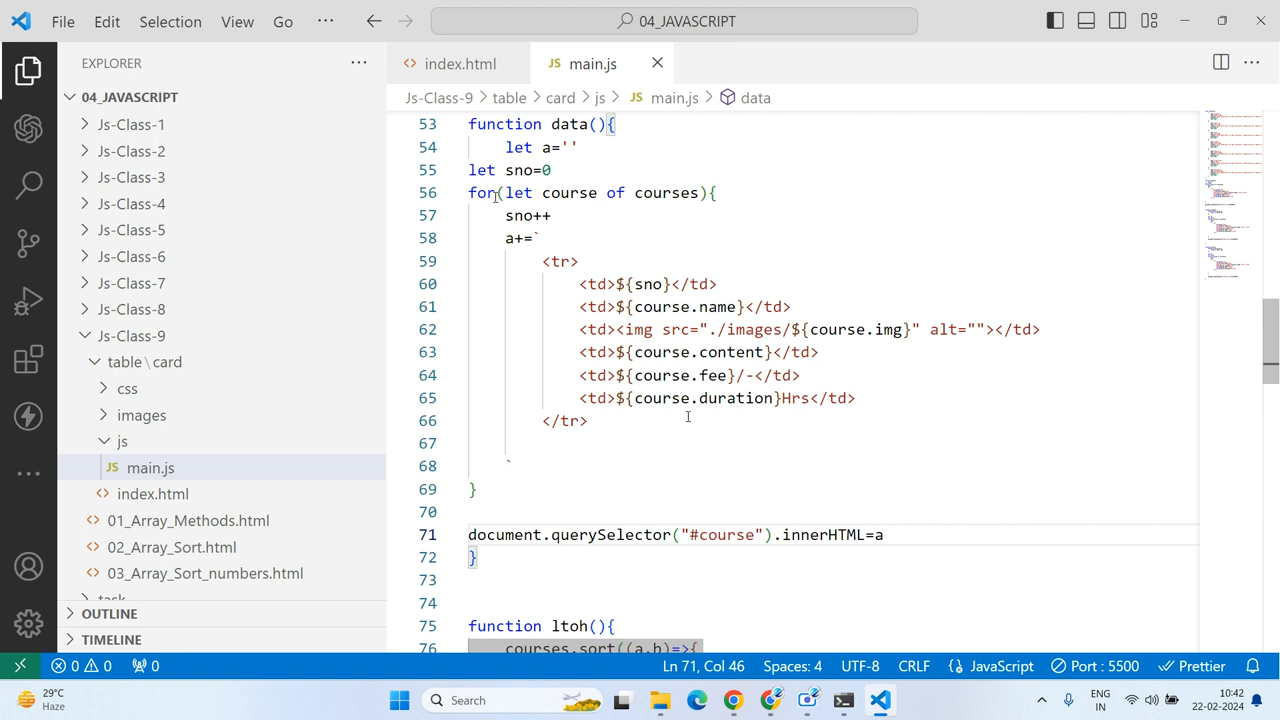 File Edit Selection View Go ··· 04_JAVASCRIPT
EXPLORER ···
04_JAVASCRIPT
Js-Class-1
Js-Class-2
Js-Class-3
Js-Class-4
Js-Class-5
Js-Class-6
Js-Class-7
Js-Class-8
Js-Class-9
table\card
css
images
js
JS main.js
<> index.html
<> 01_Array_Methods.html
<> 02_Array_Sort.html
<> 03_Array_Sort_numbers.html
task
OUTLINE
TIMELINE
<> index.html JS main.js
Js-Class-9 > table > card > js > JS main.js > data
53 function data(){
54 let a=''
55 let sno=0
56 for(let course of courses){
57 sno++
58 a+=`
59 <tr>
60 <td>${sno}</td>
61 <td>${course.name}</td>
62 <td><img src="./images/${course.img}" alt=""></td>
63 <td>${course.content}</td>
64 <td>${course.fee}/-</td>
65 <td>${course.duration}Hrs</td>
66 </tr>
67
68 `
69 }
70
71 document.querySelector("#course").innerHTML=a
72 }
73
74
75 function ltoh(){
76 courses.sort((a,b)=>{
0 0 0 Ln 71, Col 46 Spaces: 4 UTF-8 CRLF {} JavaScript Port : 5500 Prettier
29°C
Haze
Search
ENG
IN
10:42
22-02-2024